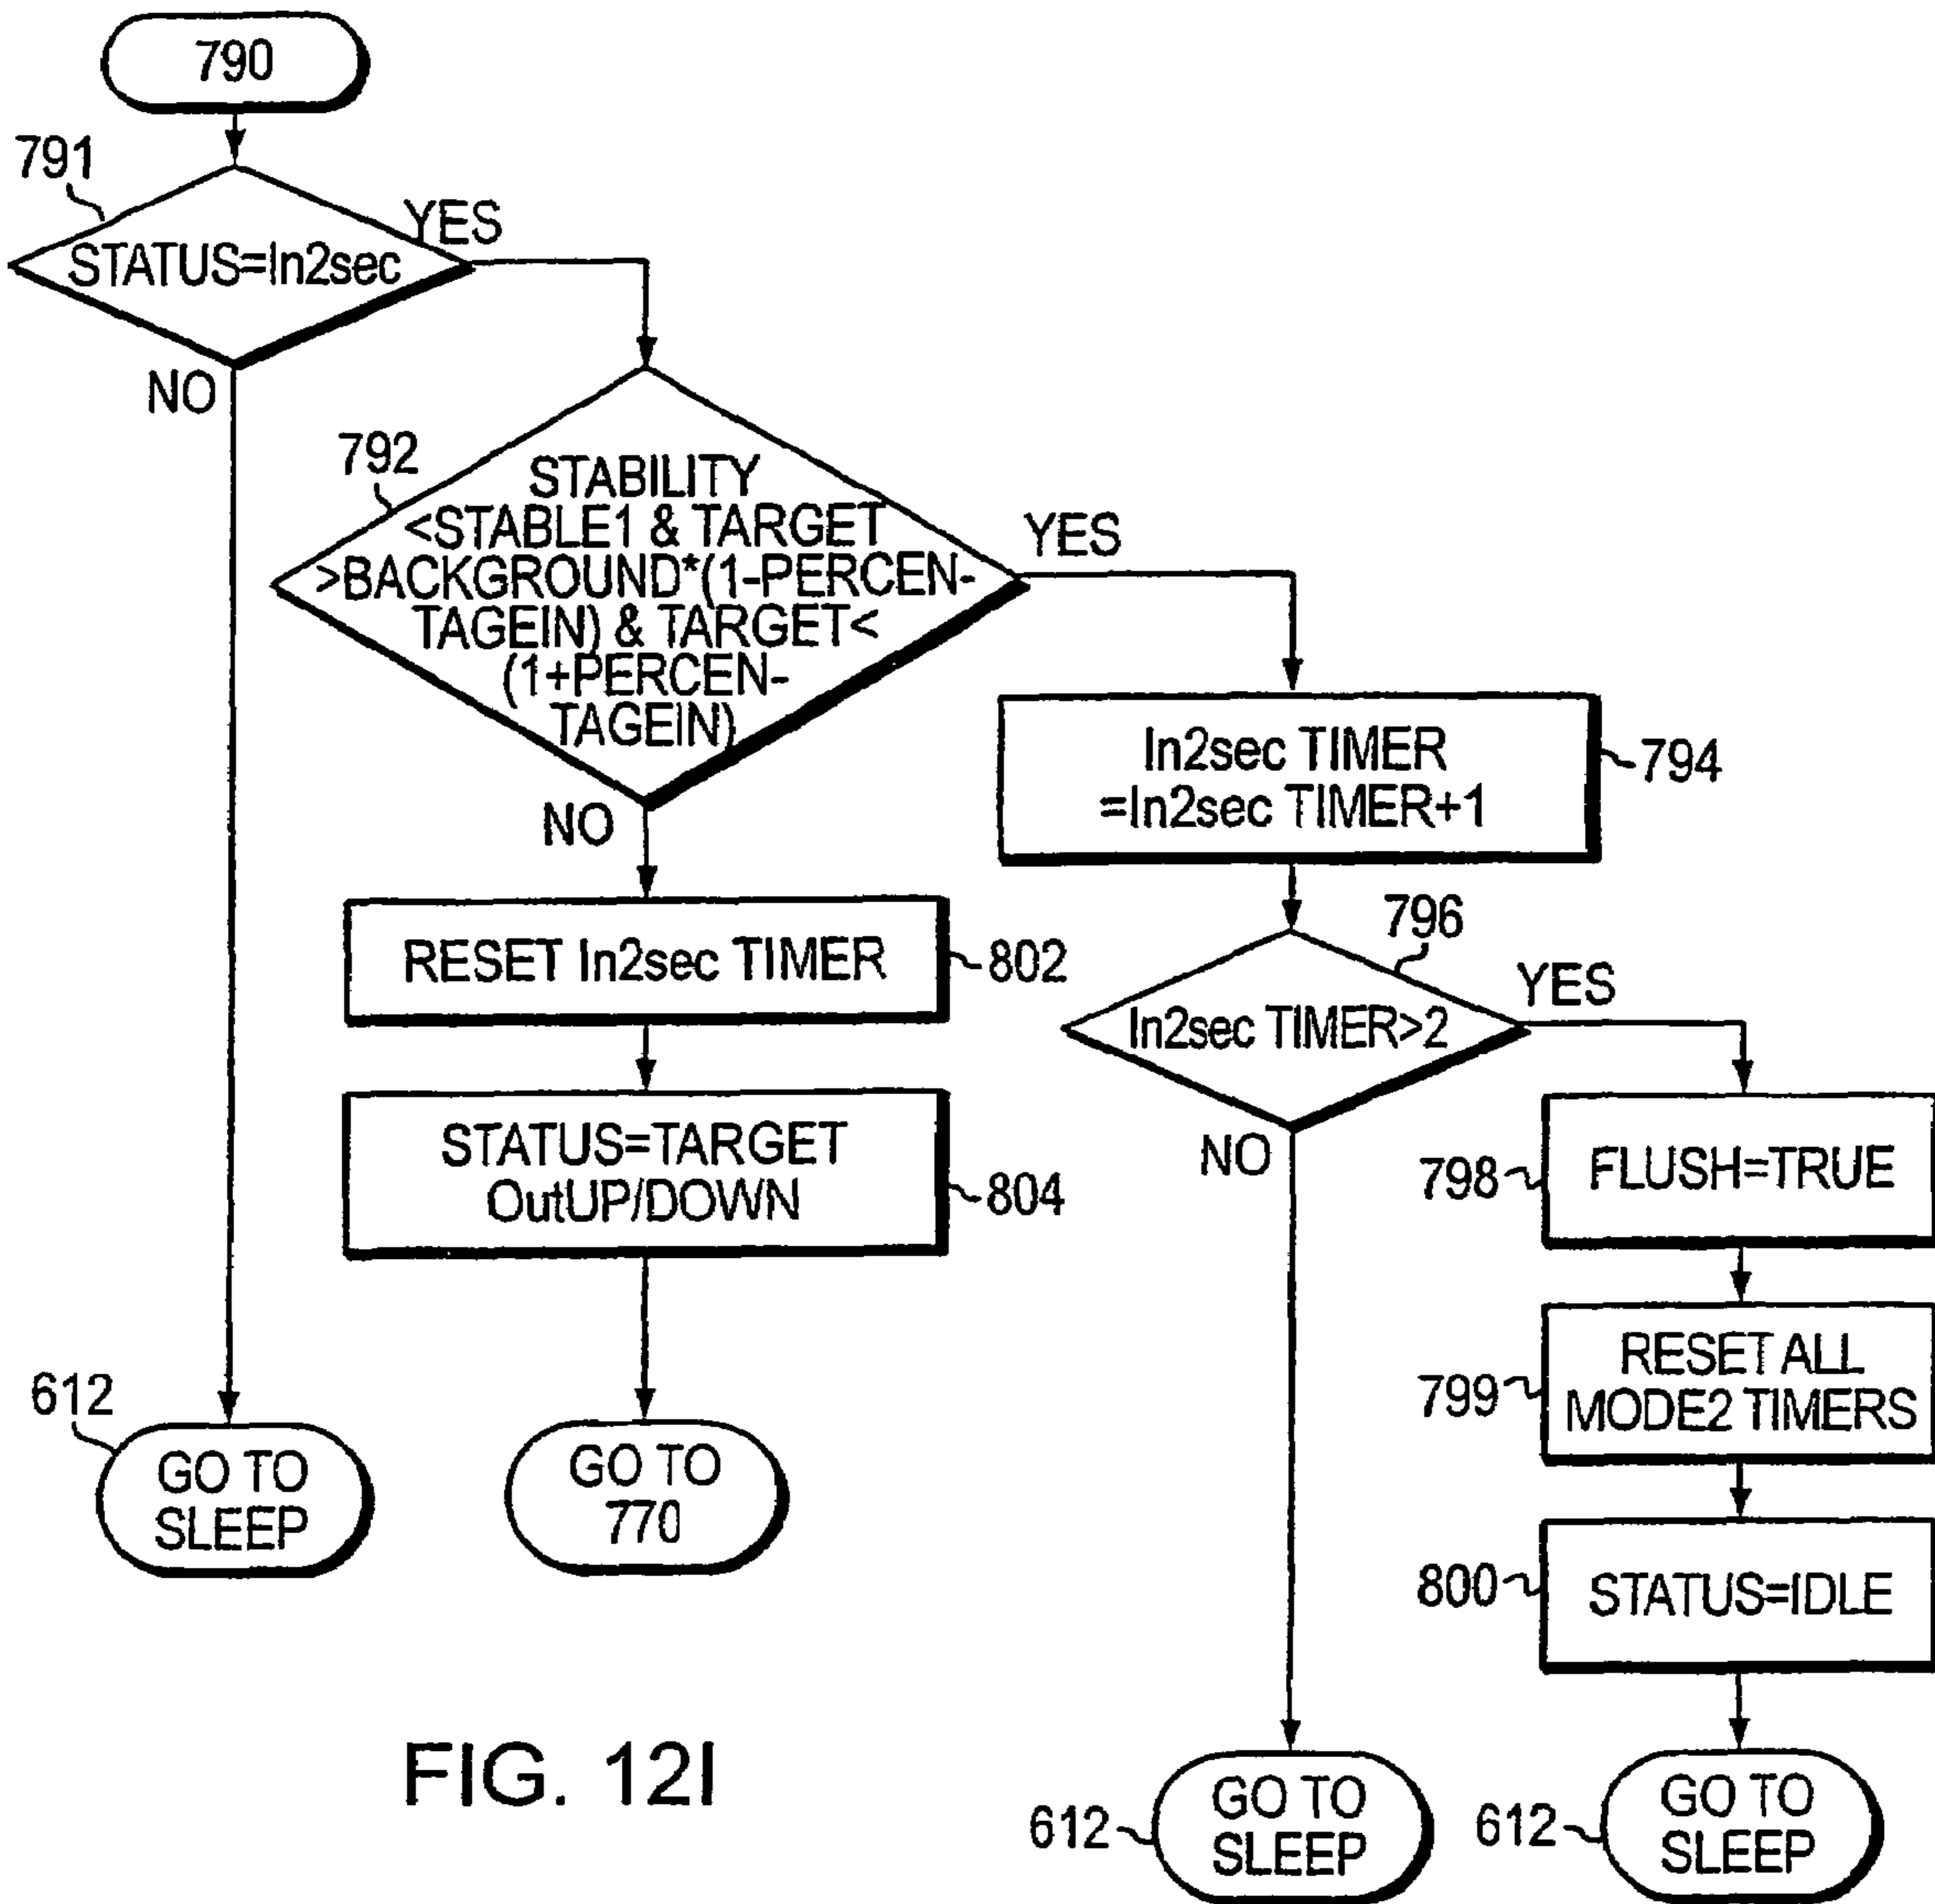 790
791
YES
STATUS=In2sec
NO
792
STABILITY
<STABLE1 & TARGET
>BACKGROUND*(1-PERCEN-
TAGEIN) & TARGET<
(1+PERCEN-
TAGEIN)
YES
NO
In2sec TIMER
=In2sec TIMER+1
794
RESET In2sec TIMER
802
796
In2sec TIMER>2
YES
NO
STATUS=TARGET
OutUP/DOWN
804
798
FLUSH=TRUE
799
RESET ALL
MODE2 TIMERS
612
GO TO
SLEEP
GO TO
770
800
STATUS=IDLE
FIG. 12I
612
GO TO
SLEEP
612
GO TO
SLEEP